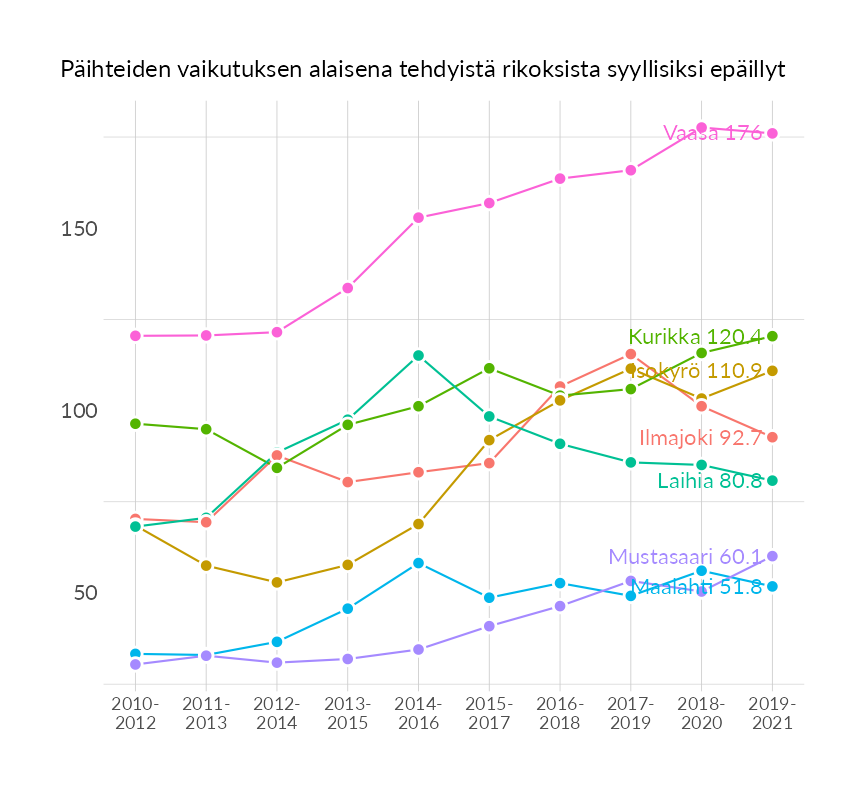 Päihteiden vaikutuksen alaisena tehdyistä rikoksista syyllisiksi epäillyt
Vaasa 176
150
Kurikka 120.4
Isokyrö 110.9
100
Ilmajoki 92.7
Laihia 80.8
Mustasaari 60.1
Maalahti 51.8
50
2010- 2011- 2012- 2013- 2014- 2015- 2016- 2017- 2018- 2019-
2012 2013 2014 2015 2016 2017 2018 2019 2020 2021